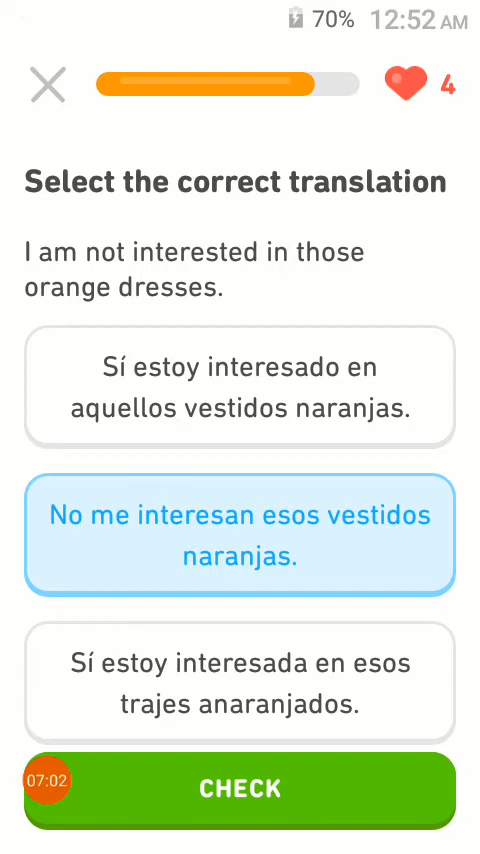 70% 12:52 AM
4
Select the correct translation
I am not interested in those
orange dresses.
Sí estoy interesado en
aquellos vestidos naranjas.
No me interesan esos vestidos
naranjas.
Sí estoy interesada en esos
trajes anaranjados.
07:02 CHECK